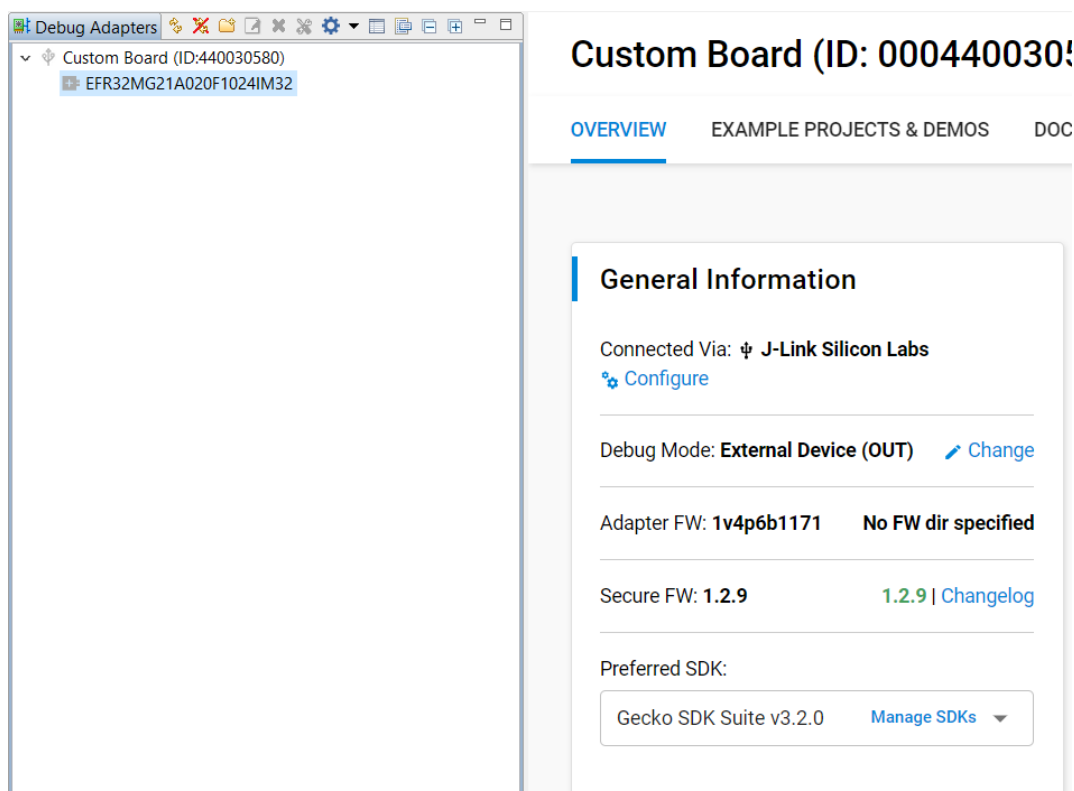 Debug Adapters
Custom Board (ID:440030580)
EFR32MG21A020F1024IM32
Custom Board (ID: 0004400305
OVERVIEW EXAMPLE PROJECTS & DEMOS DOC
General Information
Connected Via: J-Link Silicon Labs
Configure
Debug Mode: External Device (OUT) Change
Adapter FW: 1v4p6b1171 No FW dir specified
Secure FW: 1.2.9 1.2.9 | Changelog
Preferred SDK:
Gecko SDK Suite v3.2.0 Manage SDKs